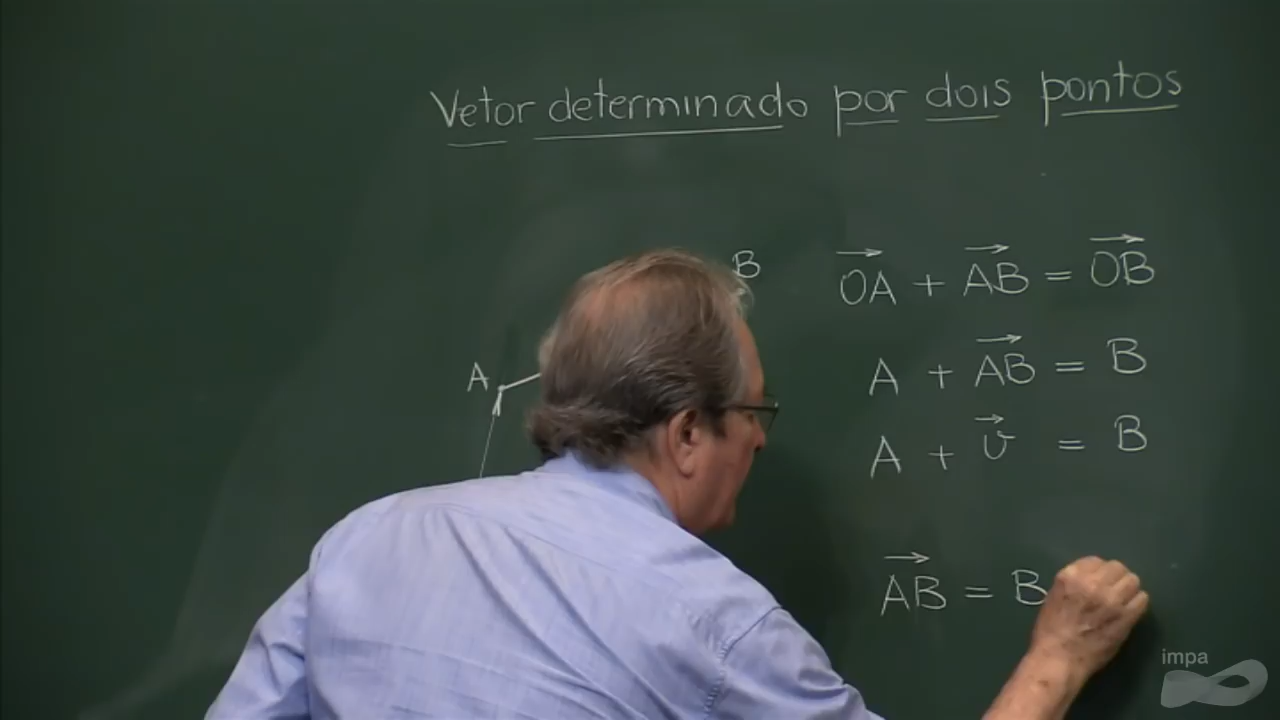 Vetor determinado por dois pontos
B
A
OA + AB = OB
A + AB = B
A + v = B
AB = B
impa